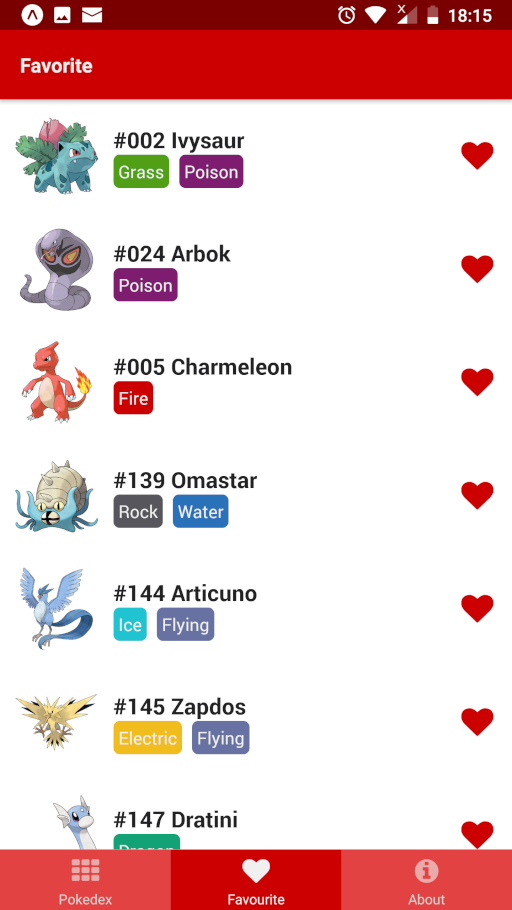 18:15
Favorite
#002 Ivysaur
Grass Poison
#024 Arbok
Poison
#005 Charmeleon
Fire
#139 Omastar
Rock Water
#144 Articuno
Ice Flying
#145 Zapdos
Electric Flying
#147 Dratini
Dragon
Pokedex Favourite About